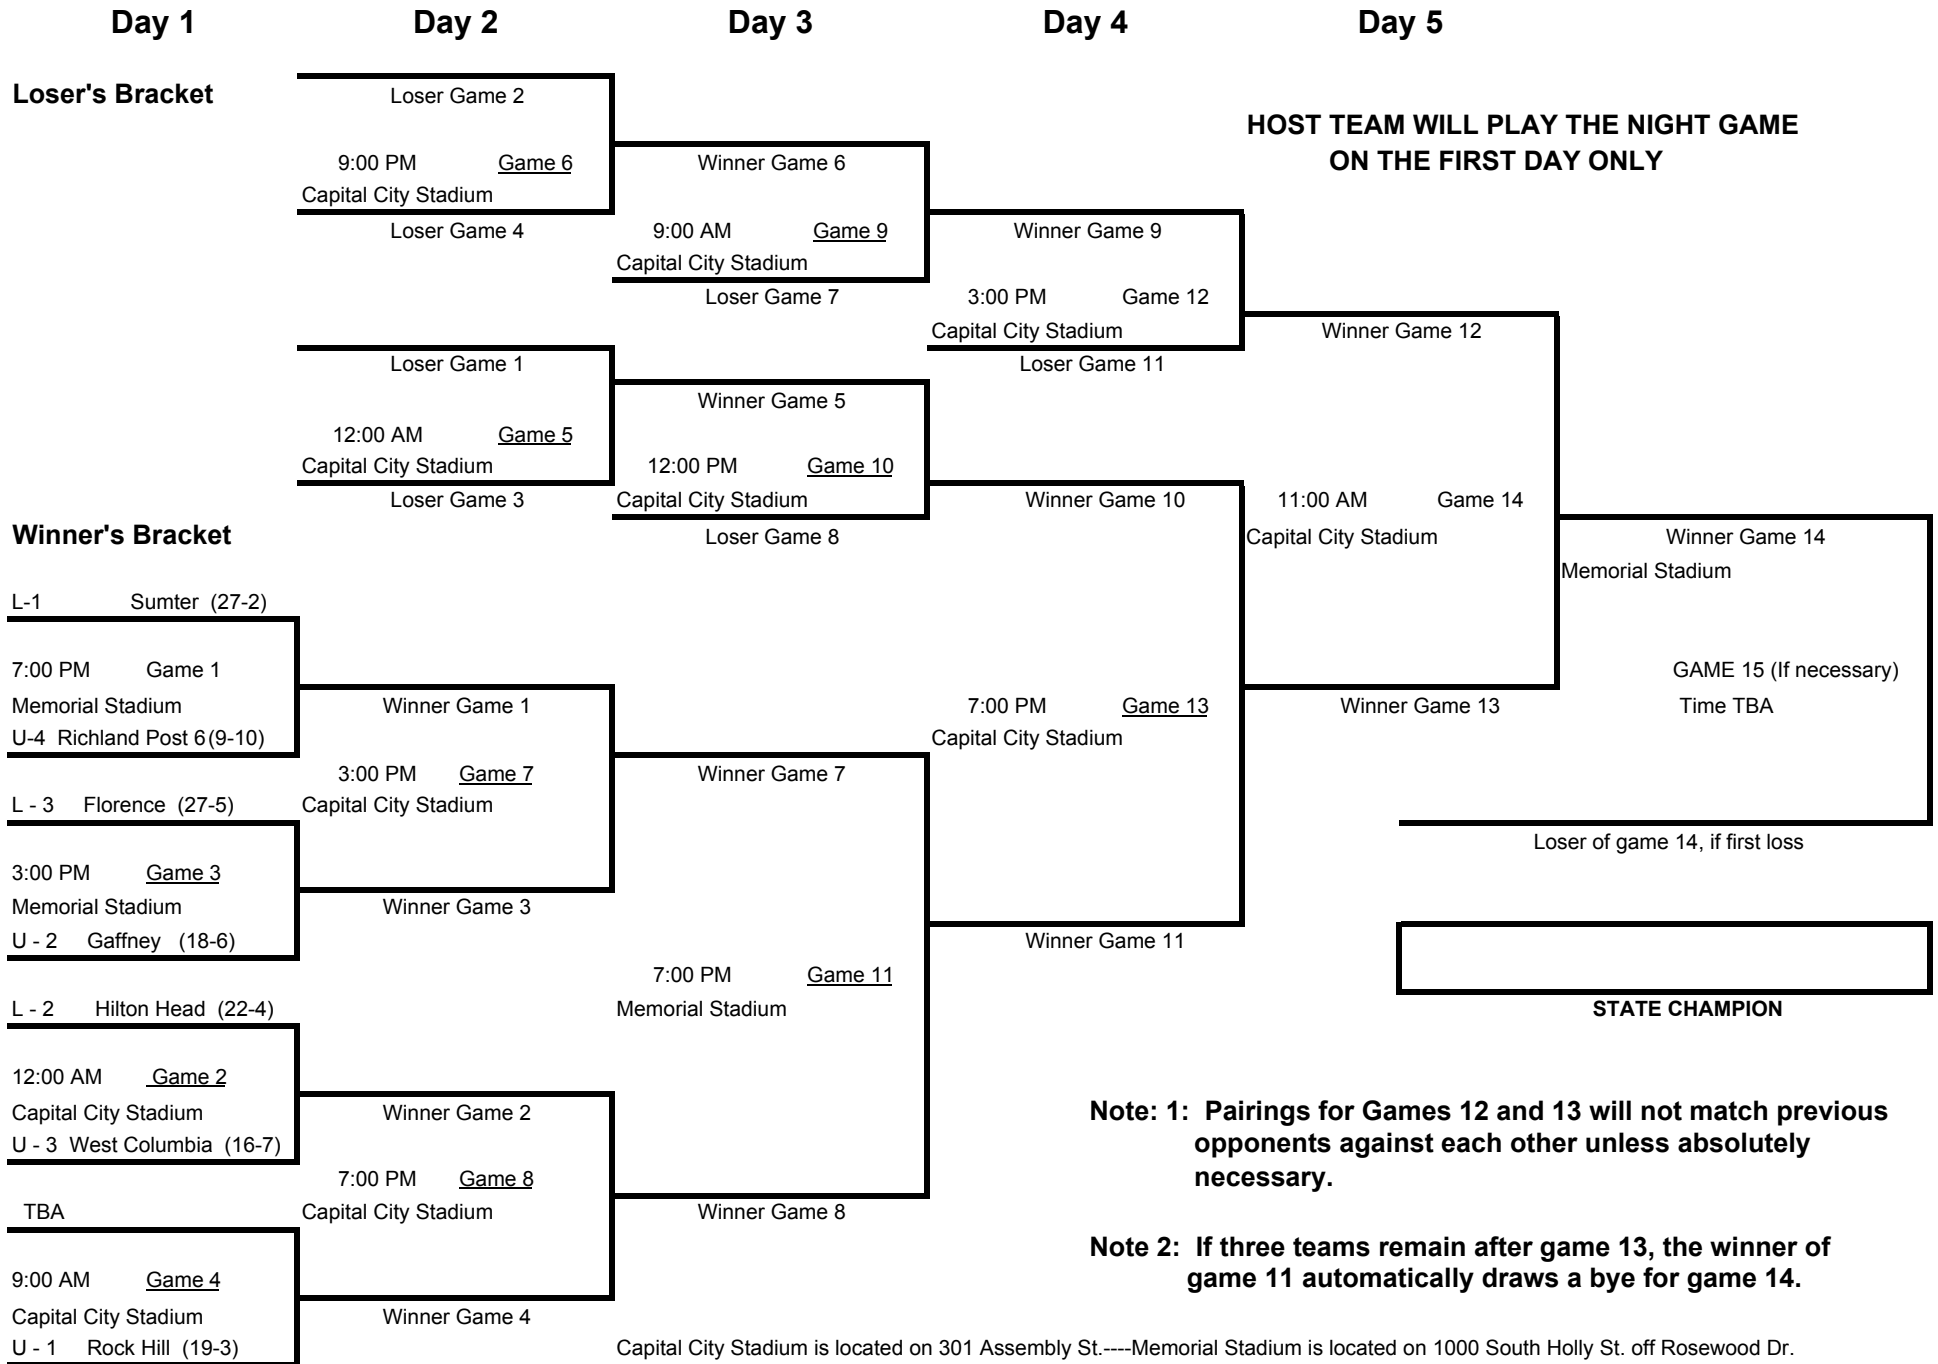 Day 1 Day 2 Day 3 Day 4 Day 5
Loser's Bracket
Loser Game 2
9:00 PM Game 6
Capital City Stadium
Loser Game 4
Loser Game 1
12:00 AM Game 5
Capital City Stadium
Loser Game 3
Winner Game 6
9:00 AM Game 9
Capital City Stadium
Loser Game 7
Winner Game 5
12:00 PM Game 10
Capital City Stadium
Loser Game 8
Winner Game 9
3:00 PM Game 12
Capital City Stadium
Loser Game 11
HOST TEAM WILL PLAY THE NIGHT GAME
ON THE FIRST DAY ONLY
Winner Game 12
11:00 AM Game 14
Capital City Stadium
Winner Game 13
Winner Game 14
Memorial Stadium
GAME 15 (If necessary)
Time TBA
Loser of game 14, if first loss
STATE CHAMPION
Winner's Bracket
L-1 Sumter (27-2)
7:00 PM Game 1
Memorial Stadium
U-4 Richland Post 6 (9-10)
L - 3 Florence (27-5)
3:00 PM Game 3
Memorial Stadium
U - 2 Gaffney (18-6)
L - 2 Hilton Head (22-4)
12:00 AM Game 2
Capital City Stadium
U - 3 West Columbia (16-7)
TBA
9:00 AM Game 4
Capital City Stadium
U - 1 Rock Hill (19-3)
Winner Game 1
3:00 PM Game 7
Capital City Stadium
Winner Game 3
Winner Game 2
7:00 PM Game 8
Capital City Stadium
Winner Game 4
Winner Game 7
7:00 PM Game 11
Memorial Stadium
Winner Game 8
Winner Game 10
7:00 PM Game 13
Capital City Stadium
Winner Game 11
Note: 1: Pairings for Games 12 and 13 will not match previous
opponents against each other unless absolutely
necessary.
Note 2: If three teams remain after game 13, the winner of
game 11 automatically draws a bye for game 14.
Capital City Stadium is located on 301 Assembly St.----Memorial Stadium is located on 1000 South Holly St. off Rosewood Dr.